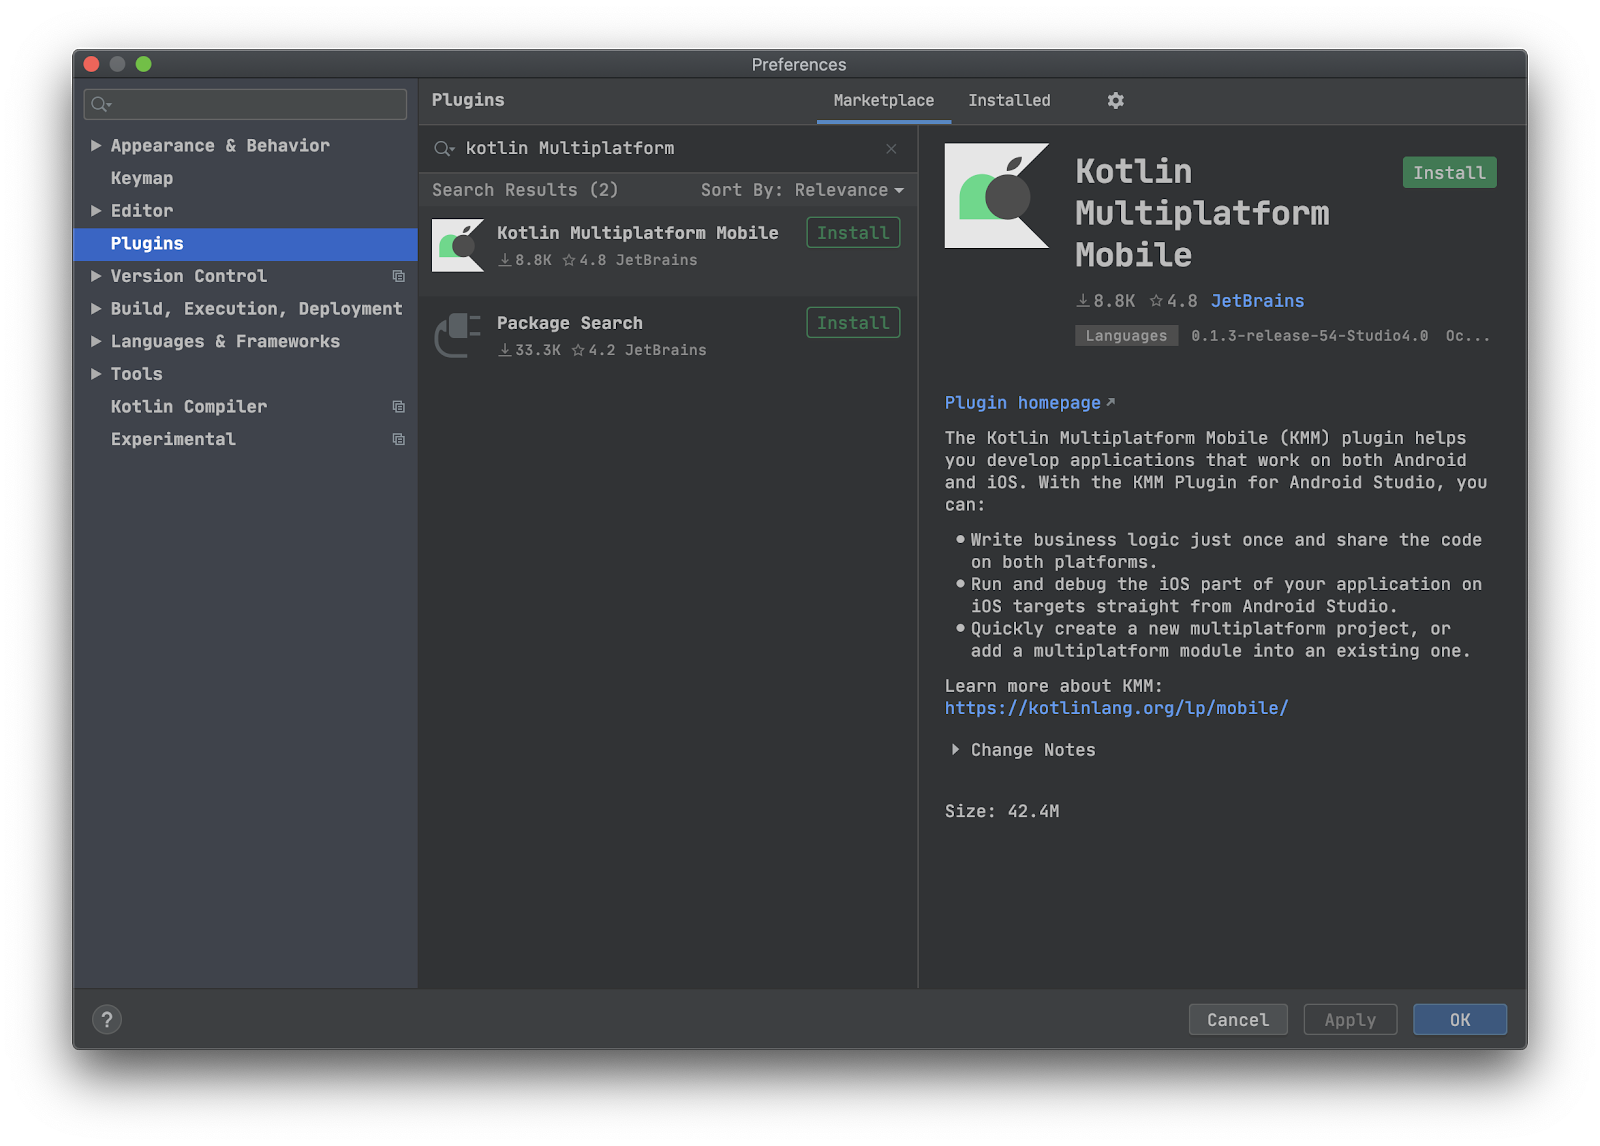 Preferences
Plugins
Marketplace
Installed
Appearance & Behavior
Keymap
Editor
Plugins
Version Control
Build, Execution, Deployment
Languages & Frameworks
Tools
Kotlin Compiler
Experimental
kotlin Multiplatform
Search Results (2)
Sort By: Relevance
Kotlin Multiplatform Mobile
Install
8.8K 4.8 JetBrains
Package Search
Install
33.3K 4.2 JetBrains
Kotlin
Multiplatform
Mobile
Install
8.8K 4.8 JetBrains
Languages 0.1.3-release-54-Studio4.0 Oc...
Plugin homepage
The Kotlin Multiplatform Mobile (KMM) plugin helps
you develop applications that work on both Android
and iOS. With the KMM Plugin for Android Studio, you
can:
Write business logic just once and share the code
on both platforms.
Run and debug the iOS part of your application on
iOS targets straight from Android Studio.
Quickly create a new multiplatform project, or
add a multiplatform module into an existing one.
Learn more about KMM:
https://kotlinlang.org/lp/mobile/
Change Notes
Size: 42.4M
?
Cancel
Apply
OK